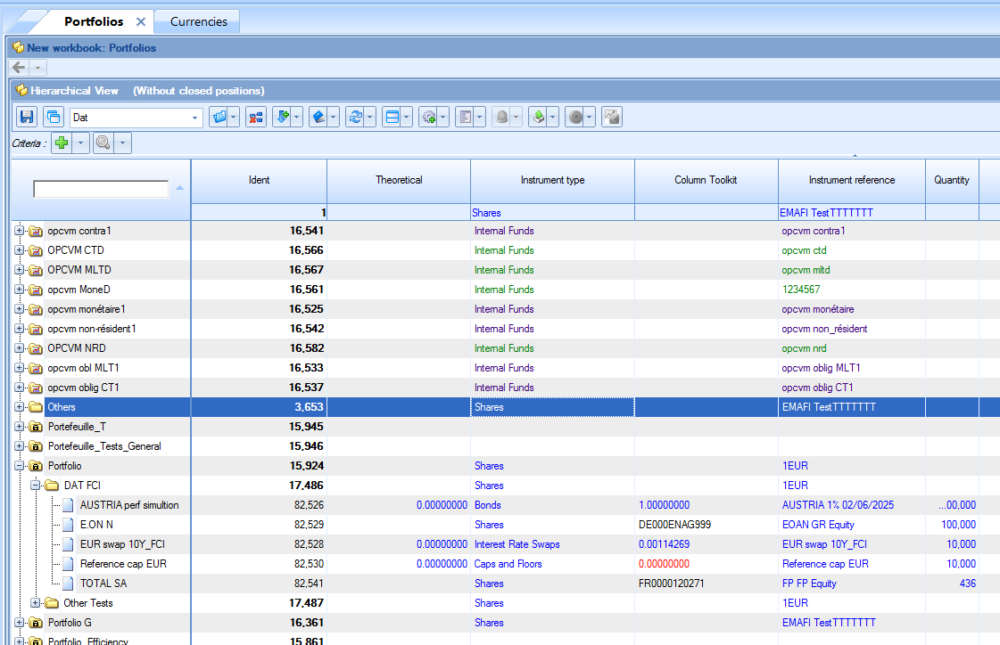 Portfolios Currencies
New workbook: Portfolios
Hierarchical View (Without closed positions)
Dat
Criteria :
Ident Theoretical Instrument type Column Toolkit Instrument reference Quantity
1 Shares EMAFI TestTTTTTTT
opcvm contra1 16,541 Internal Funds opcvm contra1
OPCVM CTD 16,566 Internal Funds opcvm ctd
OPCVM MLTD 16,567 Internal Funds opcvm mltd
opcvm MoneD 16,561 Internal Funds 1234567
opcvm monétaire1 16,525 Internal Funds opcvm monétaire
opcvm non-résident1 16,542 Internal Funds opcvm non_résident
OPCVM NRD 16,582 Internal Funds opcvm nrd
opcvm obl MLT1 16,533 Internal Funds opcvm oblig MLT1
opcvm oblig CT1 16,537 Internal Funds opcvm oblig CT1
Others 3,653 Shares EMAFI TestTTTTTTT
Portefeuille_T 15,945
Portefeuille_Tests_General 15,946
Portfolio 15,924 Shares 1EUR
DAT FCI 17,486 Shares 1EUR
AUSTRIA perf simultion 82,526 0.00000000 Bonds 1.00000000 AUSTRIA 1% 02/06/2025 ...00,000
E.ON N 82,529 Shares DE000ENAG999 EOAN GR Equity 100,000
EUR swap 10Y_FCI 82,528 0.00000000 Interest Rate Swaps 0.00114269 EUR swap 10Y_FCI 10,000
Reference cap EUR 82,530 0.00000000 Caps and Floors 0.00000000 Reference cap EUR 10,000
TOTAL SA 82,541 Shares FR0000120271 FP FP Equity 436
Other Tests 17,487 Shares 1EUR
Portfolio G 16,361 Shares EMAFI TestTTTTTTT
Portfolio_Efficiency 15,861